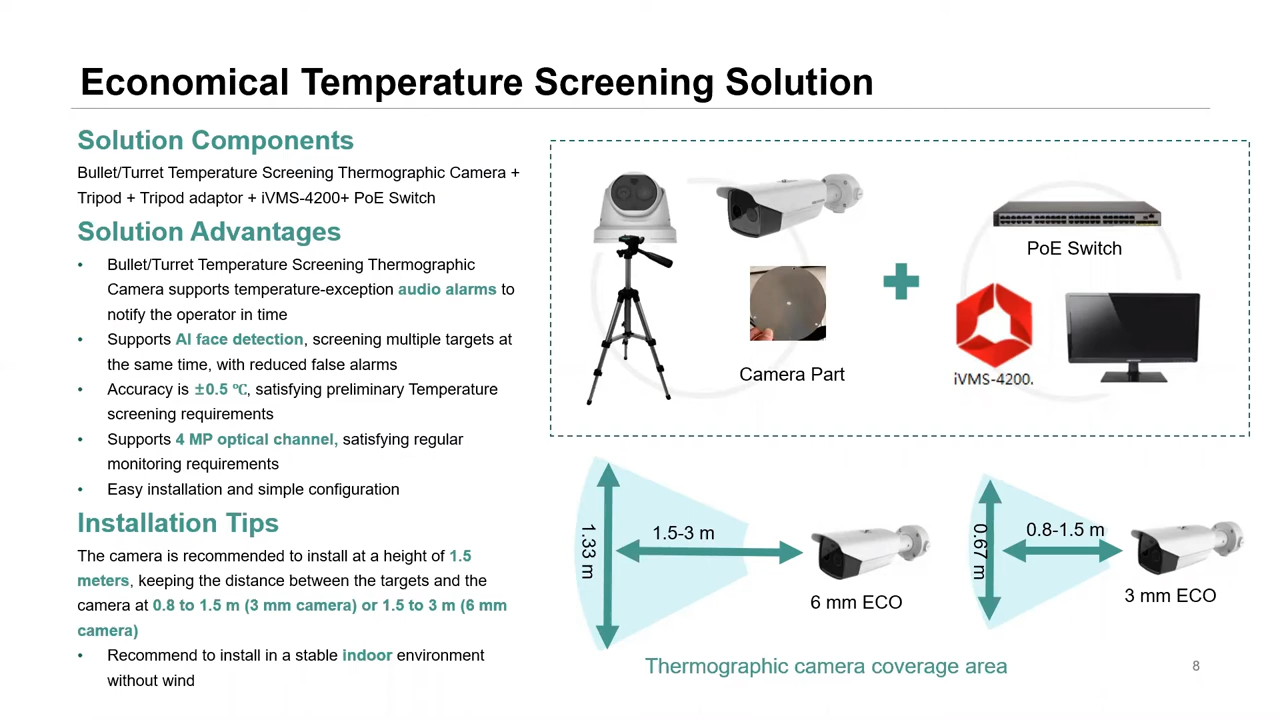 Economical Temperature Screening Solution
Solution Components
Bullet/Turret Temperature Screening Thermographic Camera +
Tripod + Tripod adaptor + iVMS-4200+ PoE Switch
Solution Advantages
• Bullet/Turret Temperature Screening Thermographic
Camera supports temperature-exception audio alarms to
notify the operator in time
• Supports AI face detection, screening multiple targets at
the same time, with reduced false alarms
• Accuracy is ±0.5 ℃, satisfying preliminary Temperature
screening requirements
• Supports 4 MP optical channel, satisfying regular
monitoring requirements
• Easy installation and simple configuration
Installation Tips
The camera is recommended to install at a height of 1.5
meters, keeping the distance between the targets and the
camera at 0.8 to 1.5 m (3 mm camera) or 1.5 to 3 m (6 mm
camera)
• Recommend to install in a stable indoor environment
without wind
Camera Part
PoE Switch
iVMS-4200.
1.33 m
1.5-3 m
6 mm ECO
0.67 m
0.8-1.5 m
3 mm ECO
Thermographic camera coverage area
8